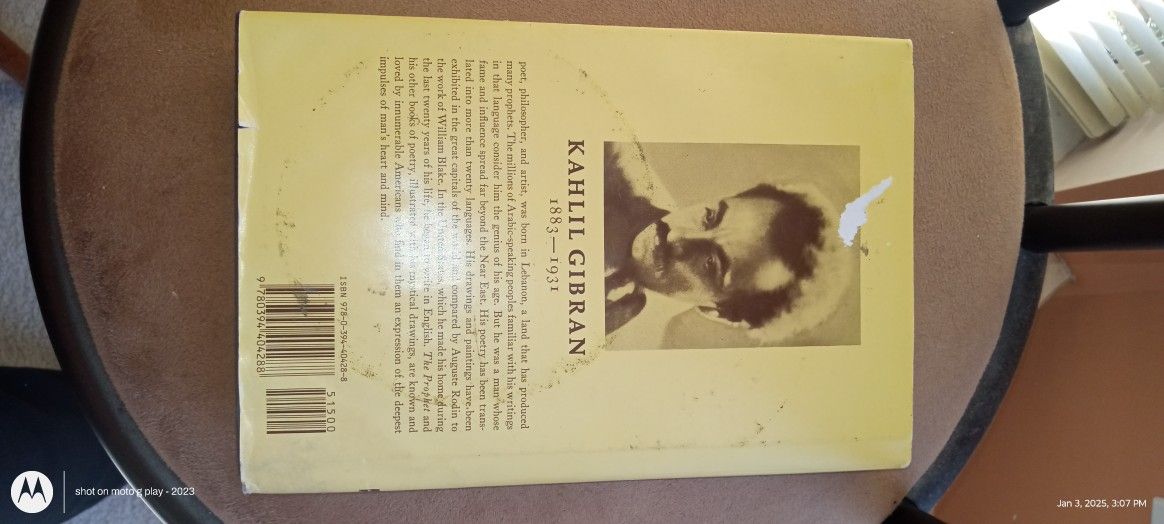 KAHLIL GIBRAN
1883—1931
poet, philosopher, and artist, was born in Lebanon, a land that has produced
many prophets. The millions of Arabic-speaking peoples familiar with his writings
in that language consider him the genius of his age. But he was a man whose
fame and influence spread far beyond the Near East. His poetry has been trans-
lated into more than twenty languages. His drawings and paintings have been
exhibited in the great capitals of the world and compared by Auguste Rodin to
the work of William Blake. In the United States, which he made his home during
the last twenty years of his life, he began to write in English. The Prophet and
his other books of poetry, illustrated with his mystical drawings, are known and
loved by innumerable Americans who find in them an expression of the deepest
impulses of man's heart and mind.
ISBN 978-0-394-40428-8
51500
9 780394 404288
shot on moto g play - 2023
Jan 3, 2025, 3:07 PM